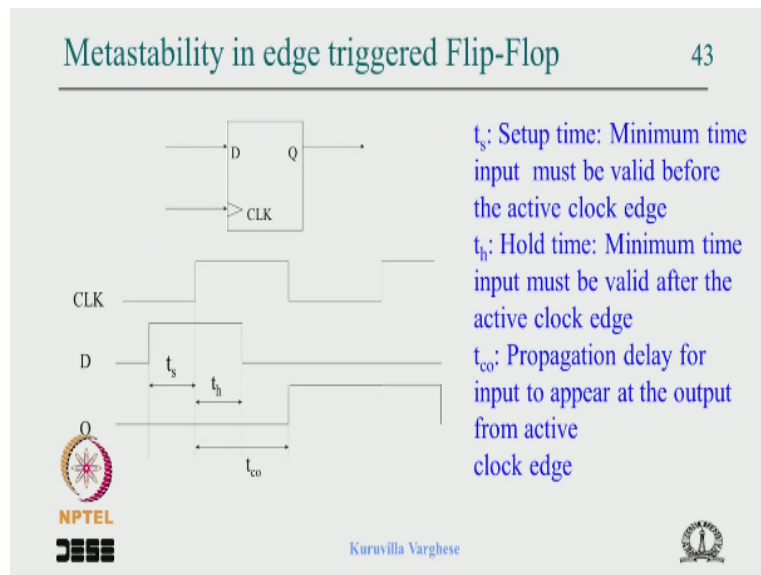 Metastability in edge triggered Flip-Flop 43
D Q
CLK
ts: Setup time: Minimum time
input must be valid before
the active clock edge
th: Hold time: Minimum time
input must be valid after the
active clock edge
tco: Propagation delay for
input to appear at the output
from active
clock edge
CLK
D
ts
th
Q
tco
NPTEL
DESE
Kuruvilla Varghese